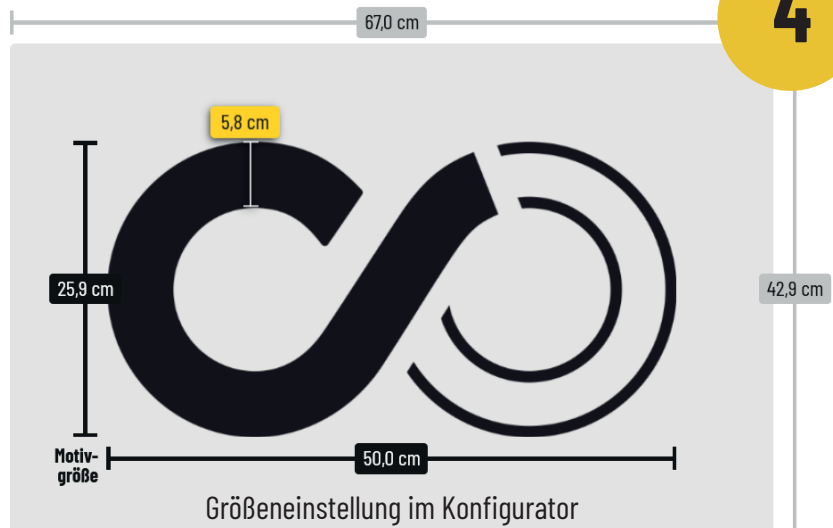 67,0 cm
4
5,8 cm
25,9 cm
42,9 cm
Motiv-
größe
50,0 cm
Größeneinstellung im Konfigurator